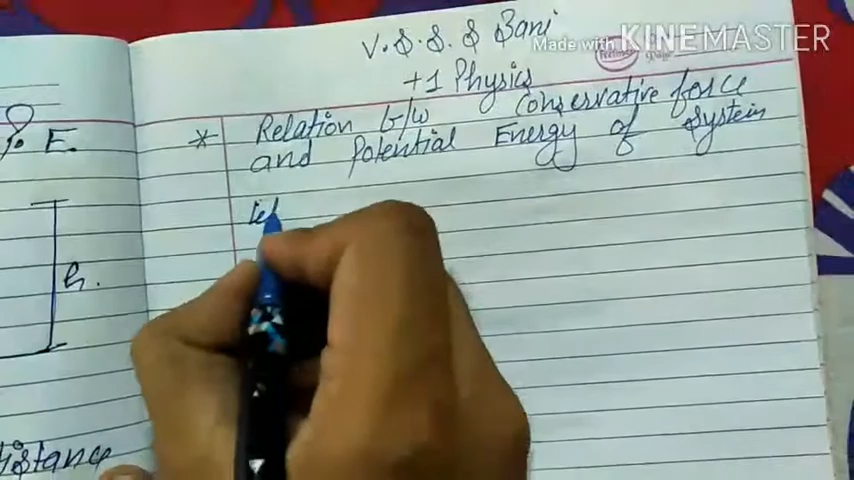 V.S.S.S Bani
Made with KINEMASTER
+1 Physics
* Relation b/w Conservative force
and Potential Energy of System
P.E.
h.
distance